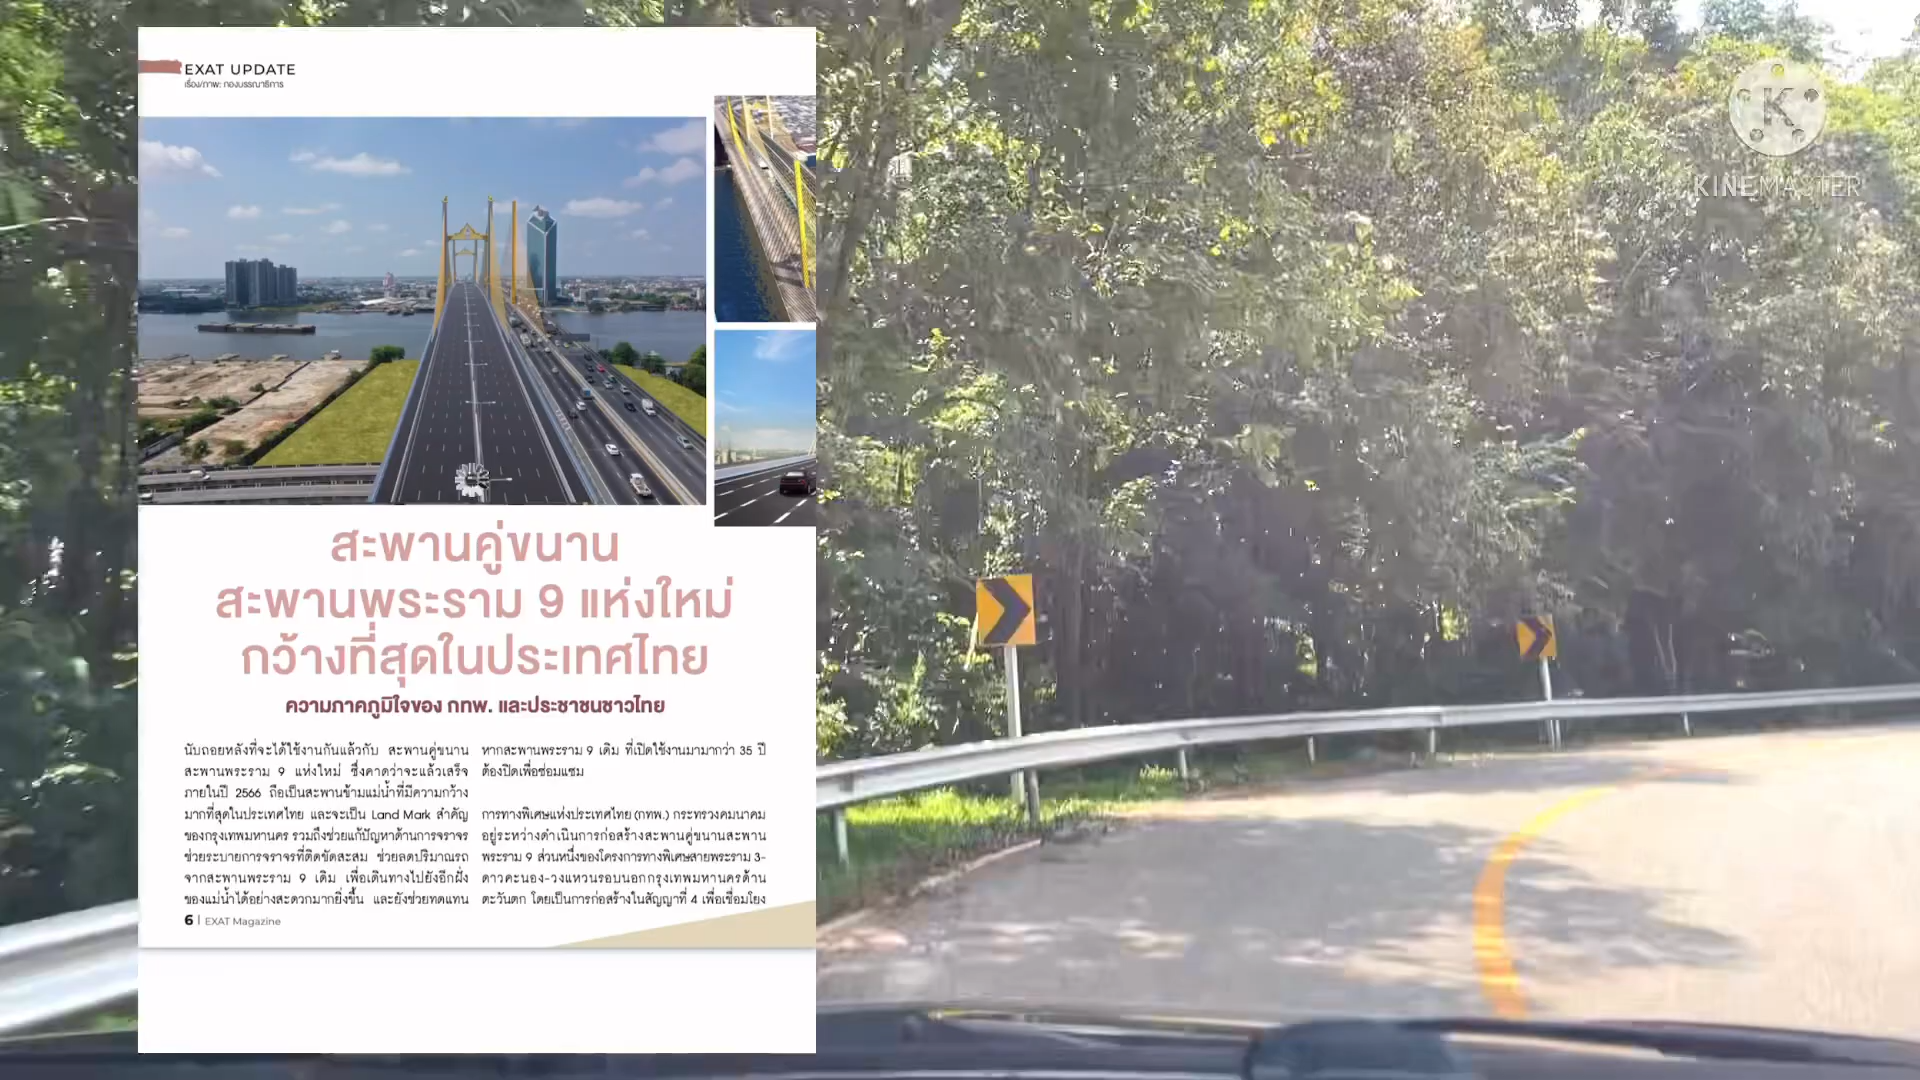 EXAT UPDATE
เรื่อง/ภาพ: กองบรรณาธิการ
สะพานคู่ขนาน
สะพานพระราม 9 แห่งใหม่
กว้างที่สุดในประเทศไทย
ความภาคภูมิใจของ กทพ. และประชาชนชาวไทย
นับถอยหลังที่จะได้ใช้งานกันแล้วกับ สะพานคู่ขนาน
สะพานพระราม 9 แห่งใหม่ ซึ่งคาดว่าจะแล้วเสร็จ
ภายในปี 2566 ถือเป็นสะพานข้ามแม่น้ำที่มีความกว้าง
มากที่สุดในประเทศไทย และจะเป็น Land Mark สำคัญ
ของกรุงเทพมหานคร รวมถึงช่วยแก้ปัญหาด้านการจราจร
ช่วยระบายการจราจรที่ติดขัดสะสม ช่วยลดปริมาณรถ
จากสะพานพระราม 9 เดิม เพื่อเดินทางไปยังอีกฝั่ง
ของแม่น้ำได้อย่างสะดวกมากยิ่งขึ้น และยังช่วยทดแทน
หากสะพานพระราม 9 เดิม ที่เปิดใช้งานมามากว่า 35 ปี
ต้องปิดเพื่อซ่อมแซม
การทางพิเศษแห่งประเทศไทย (กทพ.) กระทรวงคมนาคม
อยู่ระหว่างดำเนินการก่อสร้างสะพานคู่ขนานสะพาน
พระราม 9 ส่วนหนึ่งของโครงการทางพิเศษสายพระราม 3-
ดาวคะนอง-วงแหวนรอบนอกกรุงเทพมหานครด้าน
ตะวันตก โดยเป็นการก่อสร้างในสัญญาที่ 4 เพื่อเชื่อมโยง
6 | EXAT Magazine
K
KINEMASTER